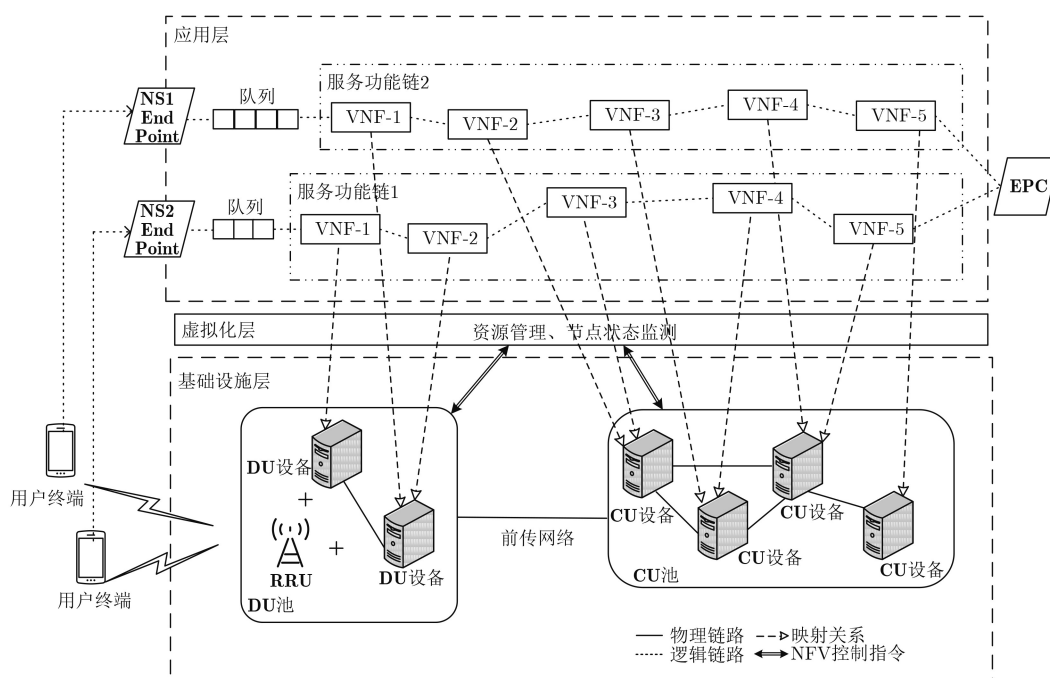 应用层
服务功能链2
NS1
End
Point
队列
VNF-1
VNF-2
VNF-3
VNF-4
VNF-5
服务功能链1
NS2
End
Point
队列
VNF-1
VNF-2
VNF-3
VNF-4
VNF-5
EPC
虚拟化层
资源管理、节点状态监测
基础设施层
用户终端
用户终端
DU设备
+
RRU
+
DU设备
DU池
前传网络
CU设备
CU设备
CU设备
CU设备
CU池
物理链路
映射关系
逻辑链路
NFV控制指令